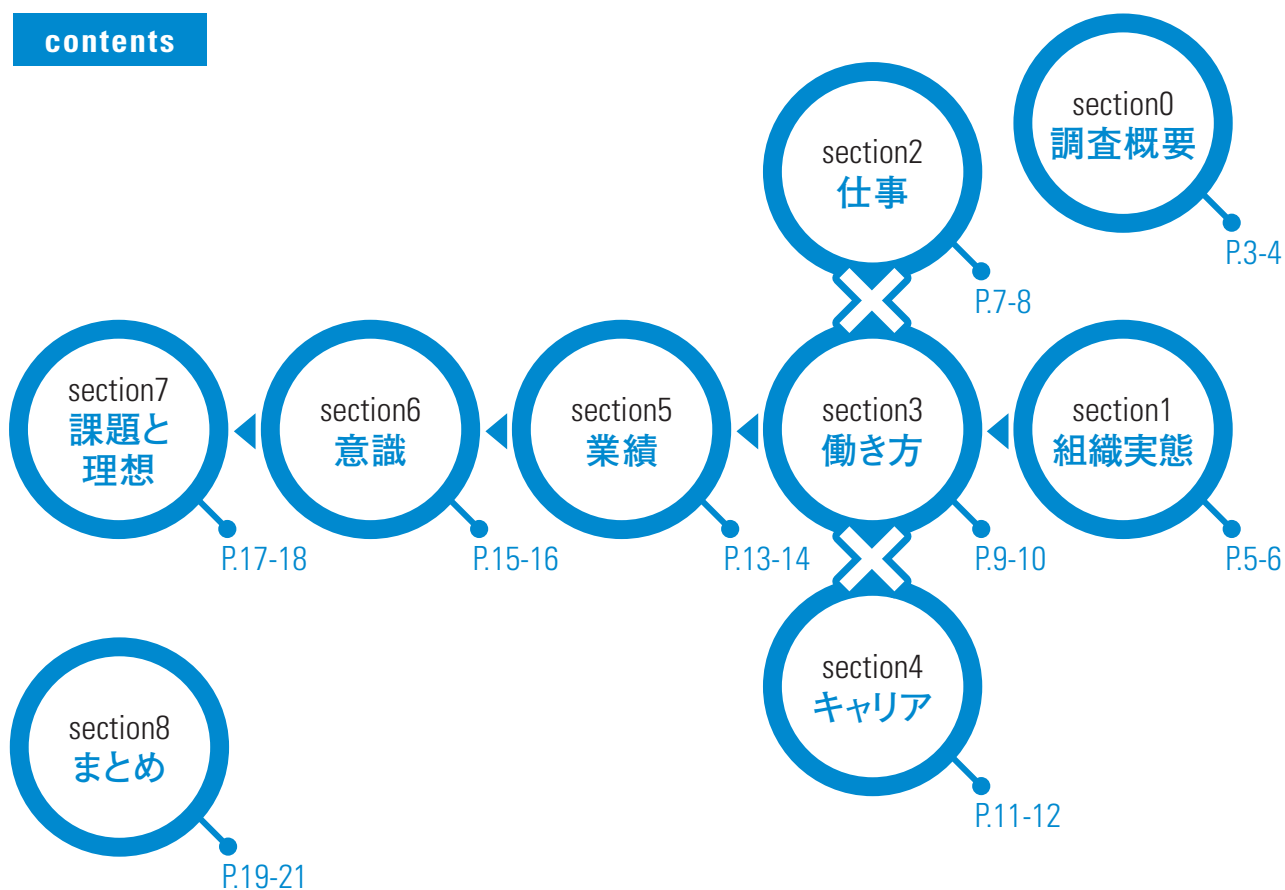 contents
section0
調査概要
P.3-4
section2
仕事
P.7-8
section7
課題と
理想
P.17-18
section6
意識
P.15-16
section5
業績
P.13-14
section3
働き方
P.9-10
section1
組織実態
P.5-6
section4
キャリア
P.11-12
section8
まとめ
P.19-21